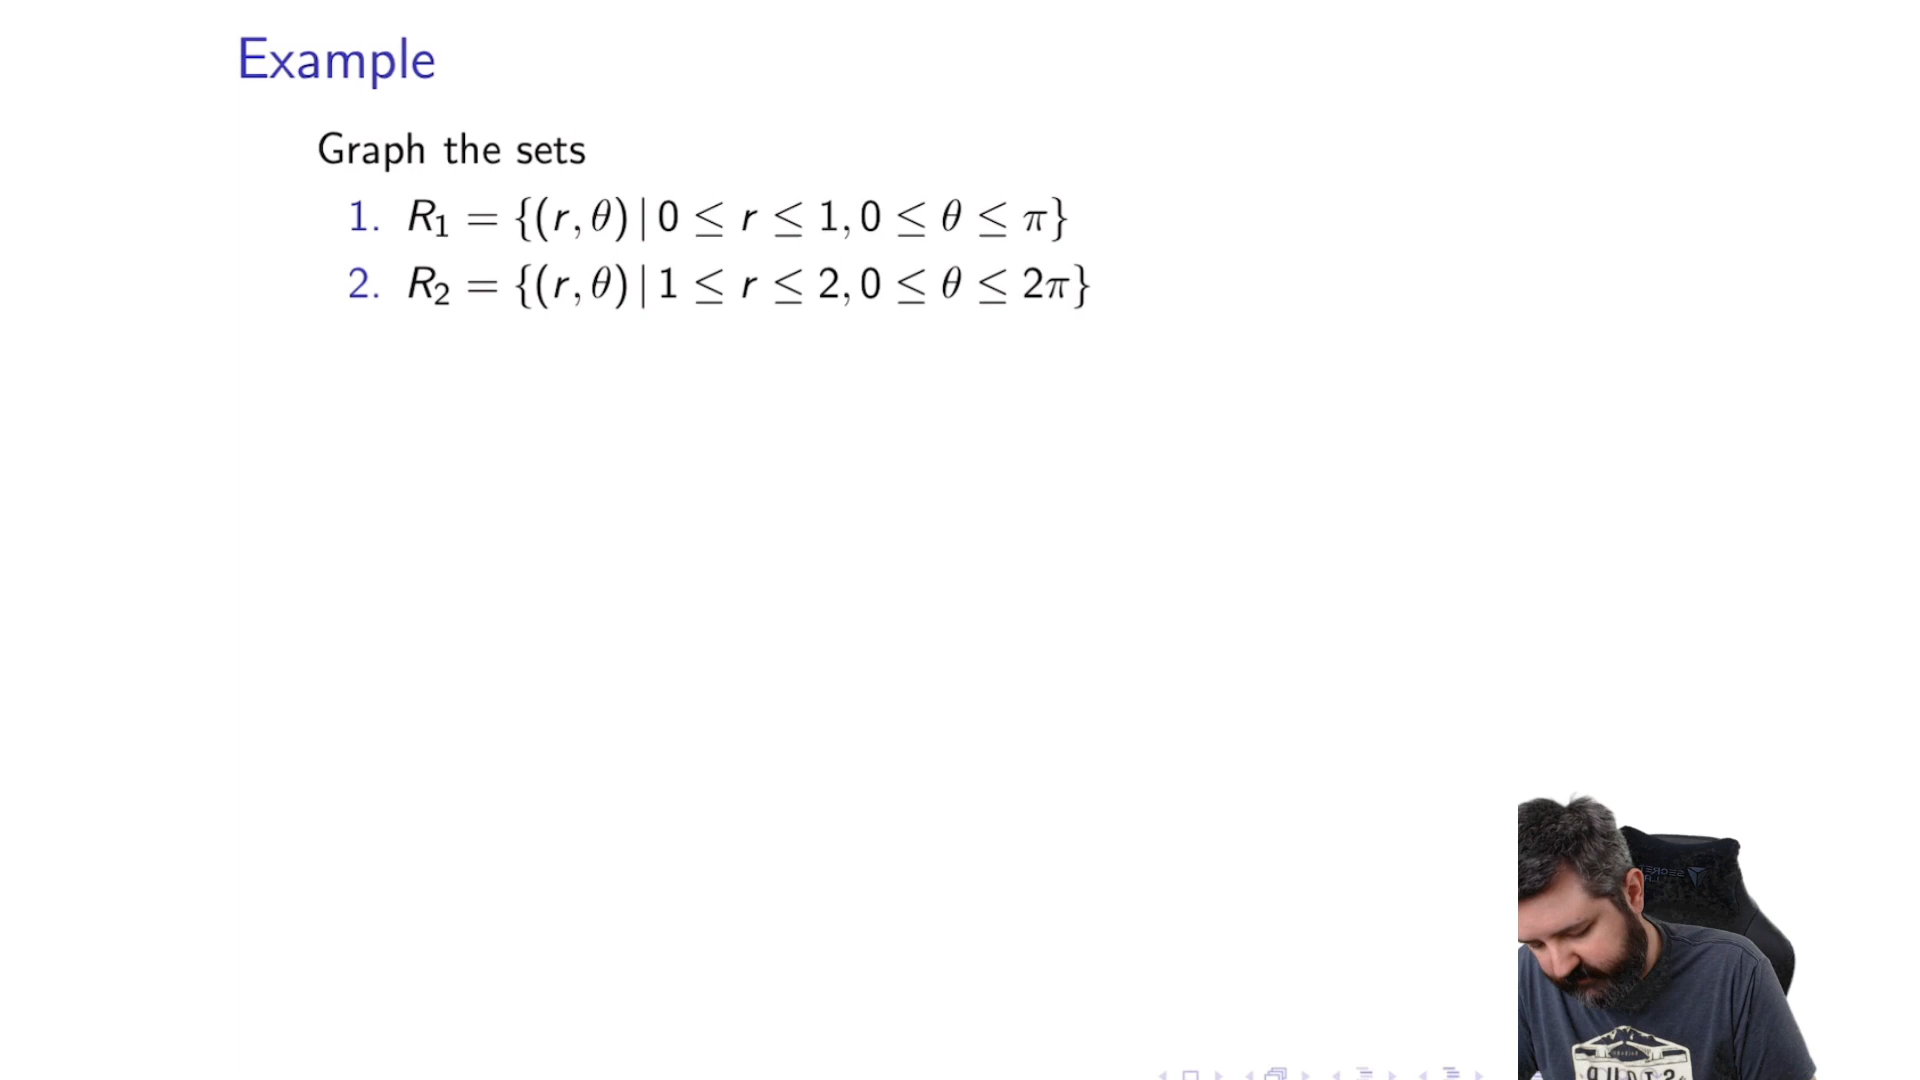 Example
Graph the sets
1. R₁ = {(r, θ) | 0 ≤ r ≤ 1, 0 ≤ θ ≤ π}
2. R₂ = {(r, θ) | 1 ≤ r ≤ 2, 0 ≤ θ ≤ 2π}